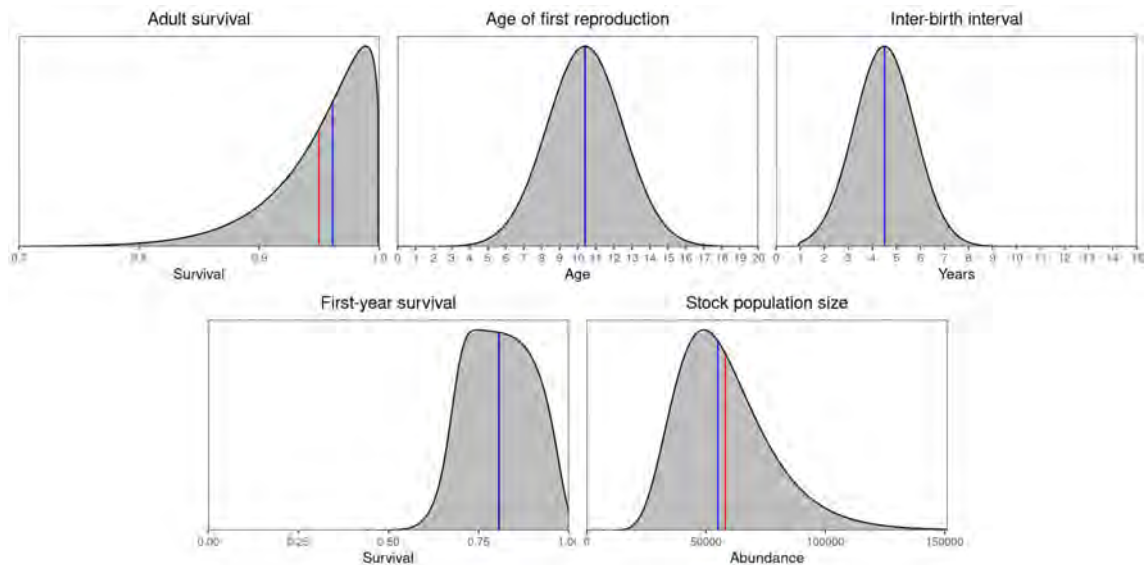 Adult survival
Age of first reproduction
Inter-birth interval
0.8 0.9 1.0
0 1 2 3 4 5 6 7 8 9 10 11 12 13 14 15 16 17 18 19 20
0 1 2 3 4 5 6 7 8 9 10 11 12 13 14
Survival
Age
Years
First-year survival
Stock population size
0.00 0.25 0.50 0.75
0 50000 100000 150000
Survival
Abundance